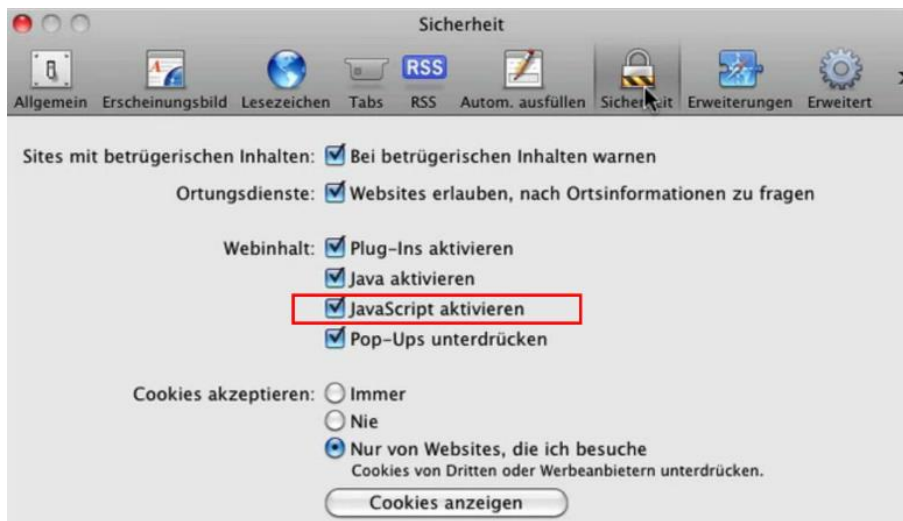 Sicherheit
RSS
Allgemein Erscheinungsbild Lesezeichen Tabs RSS Autom. ausfüllen Sicherheit Erweiterungen Erweitert
Sites mit betrügerischen Inhalten: Bei betrügerischen Inhalten warnen
Ortungsdienste: Websites erlauben, nach Ortsinformationen zu fragen
Webinhalt: Plug-Ins aktivieren
Java aktivieren
JavaScript aktivieren
Pop-Ups unterdrücken
Cookies akzeptieren: Immer
Nie
Nur von Websites, die ich besuche
Cookies von Dritten oder Werbeanbietern unterdrücken.
Cookies anzeigen